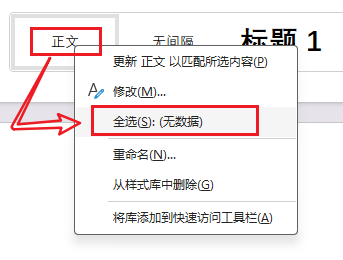 正文
无间隔
标题 1
更新 正文 以匹配所选内容(P)
修改(M)...
全选(S): (无数据)
重命名(N)...
从样式库中删除(G)
将库添加到快速访问工具栏(A)